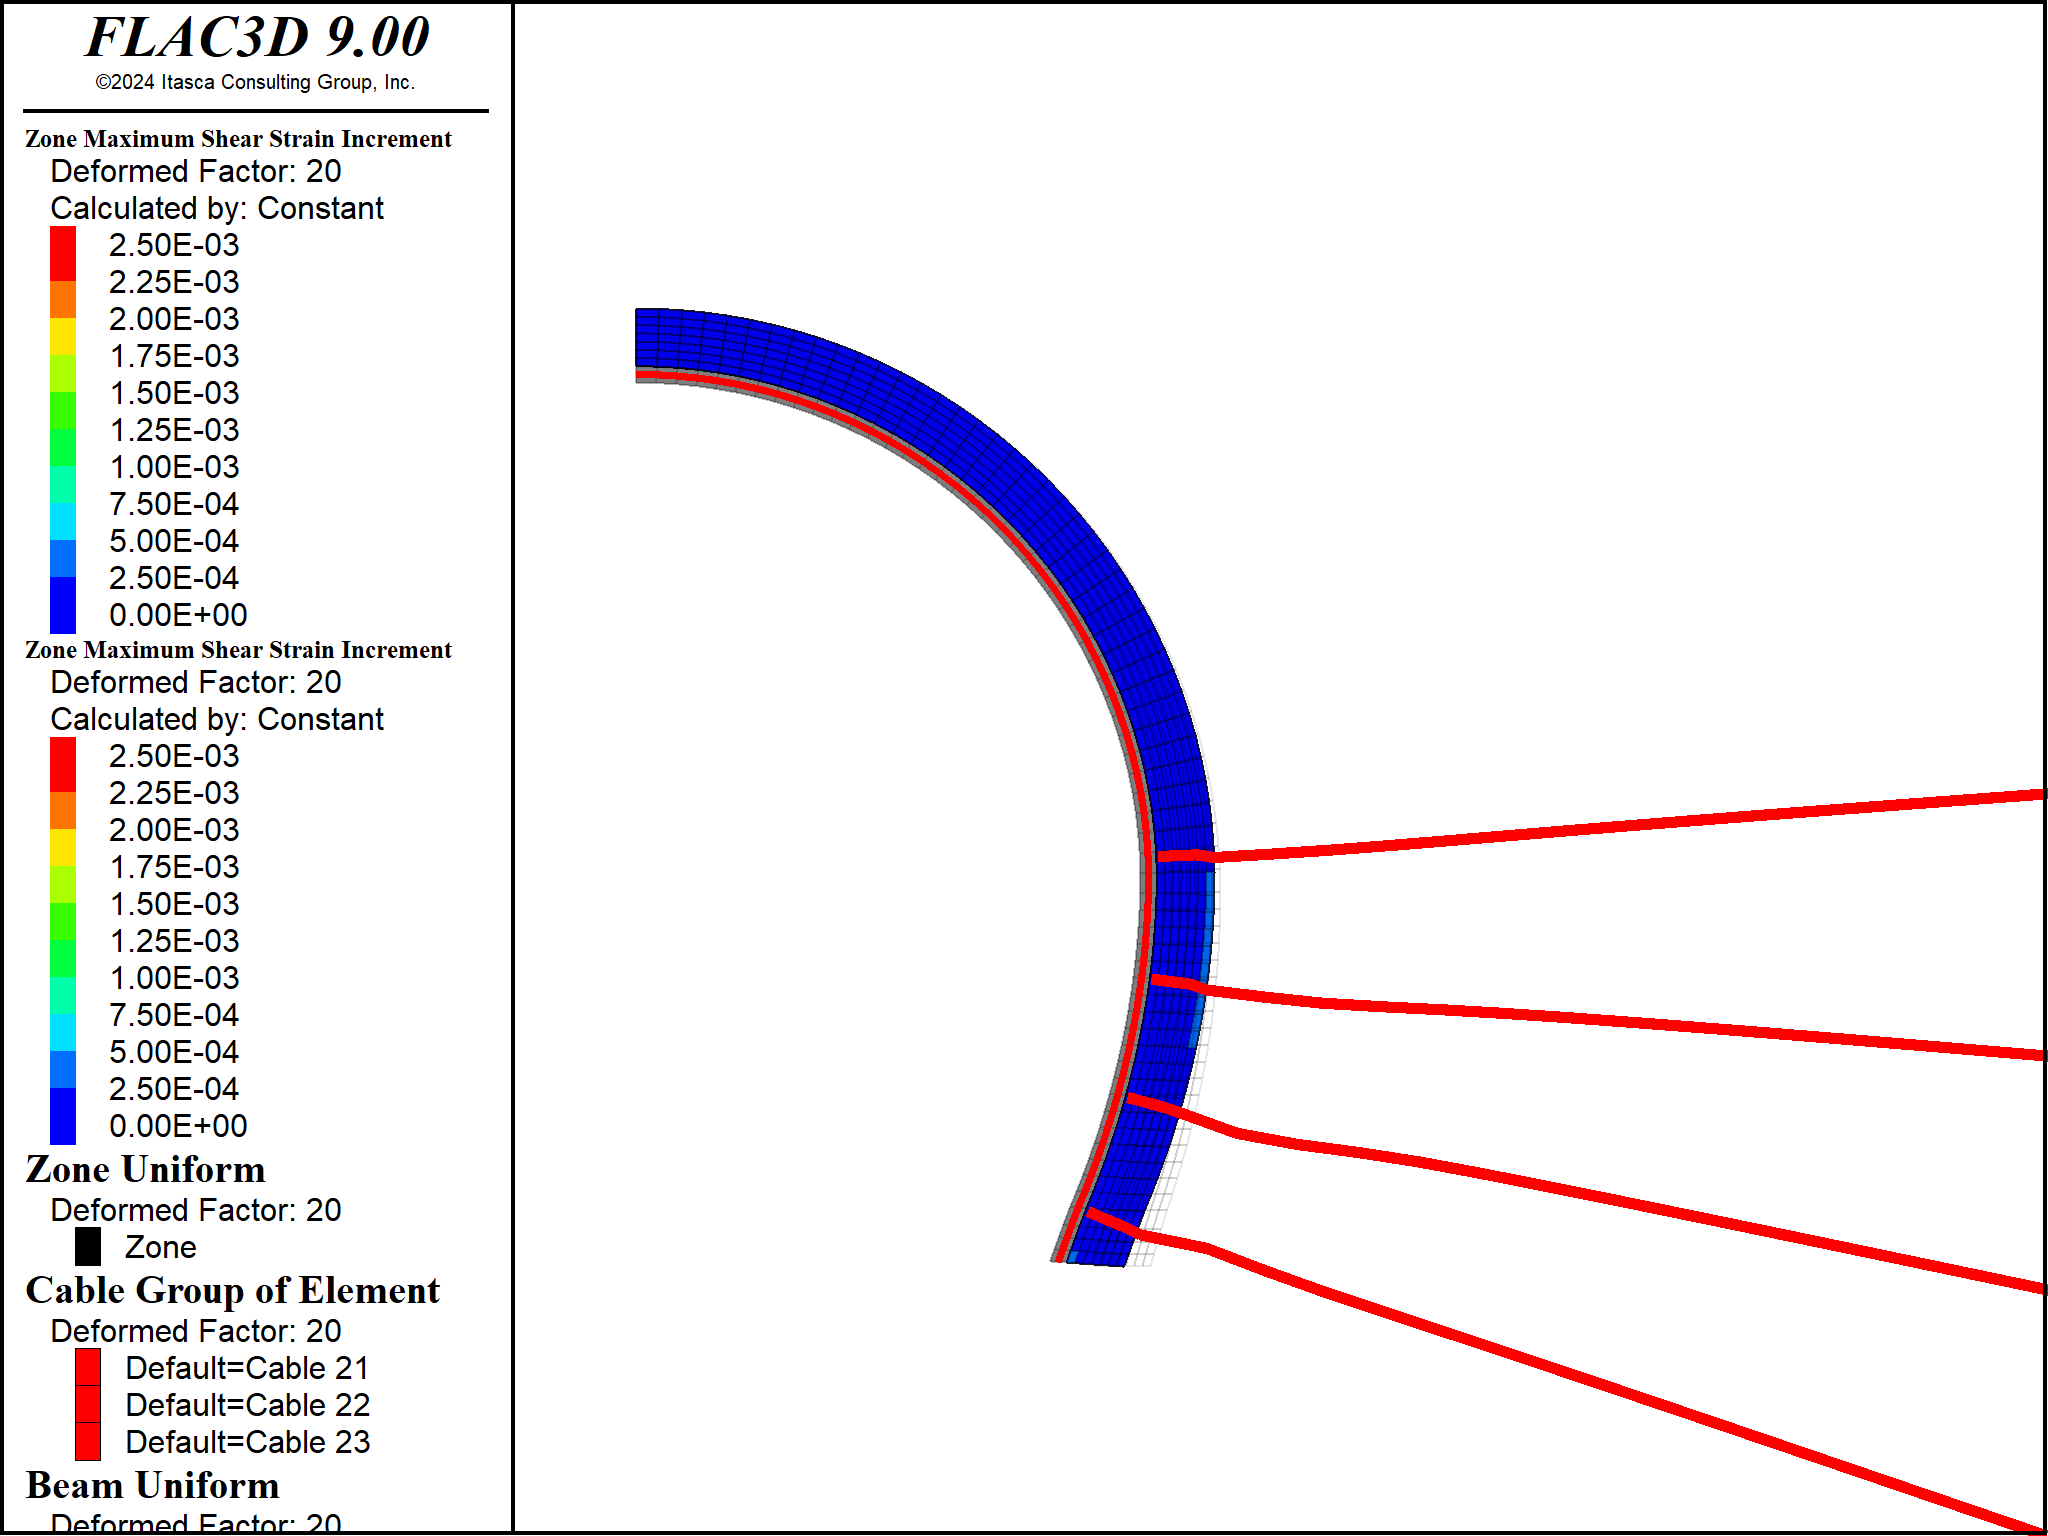 FLAC3D 9.00
©2024 Itasca Consulting Group, Inc.
Zone Maximum Shear Strain Increment
Deformed Factor: 20
Calculated by: Constant
2.50E-03
2.25E-03
2.00E-03
1.75E-03
1.50E-03
1.25E-03
1.00E-03
7.50E-04
5.00E-04
2.50E-04
0.00E+00
Zone Maximum Shear Strain Increment
Deformed Factor: 20
Calculated by: Constant
2.50E-03
2.25E-03
2.00E-03
1.75E-03
1.50E-03
1.25E-03
1.00E-03
7.50E-04
5.00E-04
2.50E-04
0.00E+00
Zone Uniform
Deformed Factor: 20
Zone
Cable Group of Element
Deformed Factor: 20
Default=Cable 21
Default=Cable 22
Default=Cable 23
Beam Uniform
Deformed Factor: 20